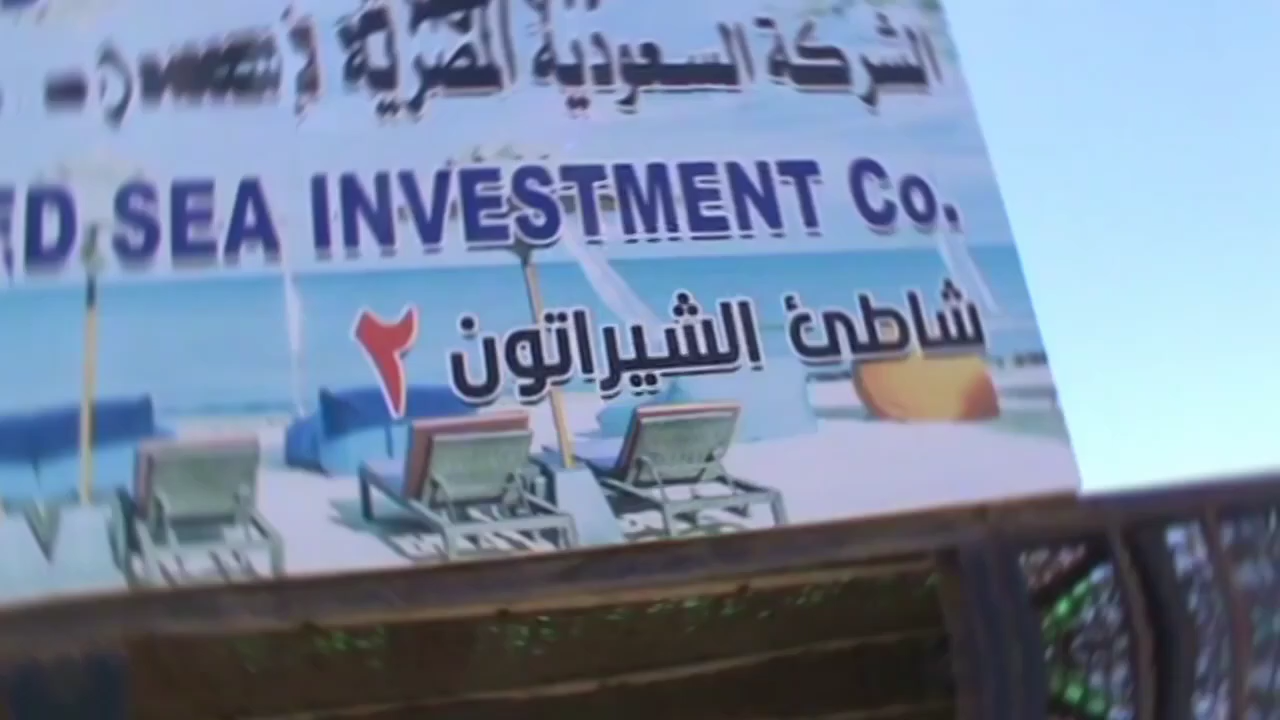 الشركة السعودية المصرية
ED SEA INVESTMENT Co.
شاطئ الشيراتون ٢